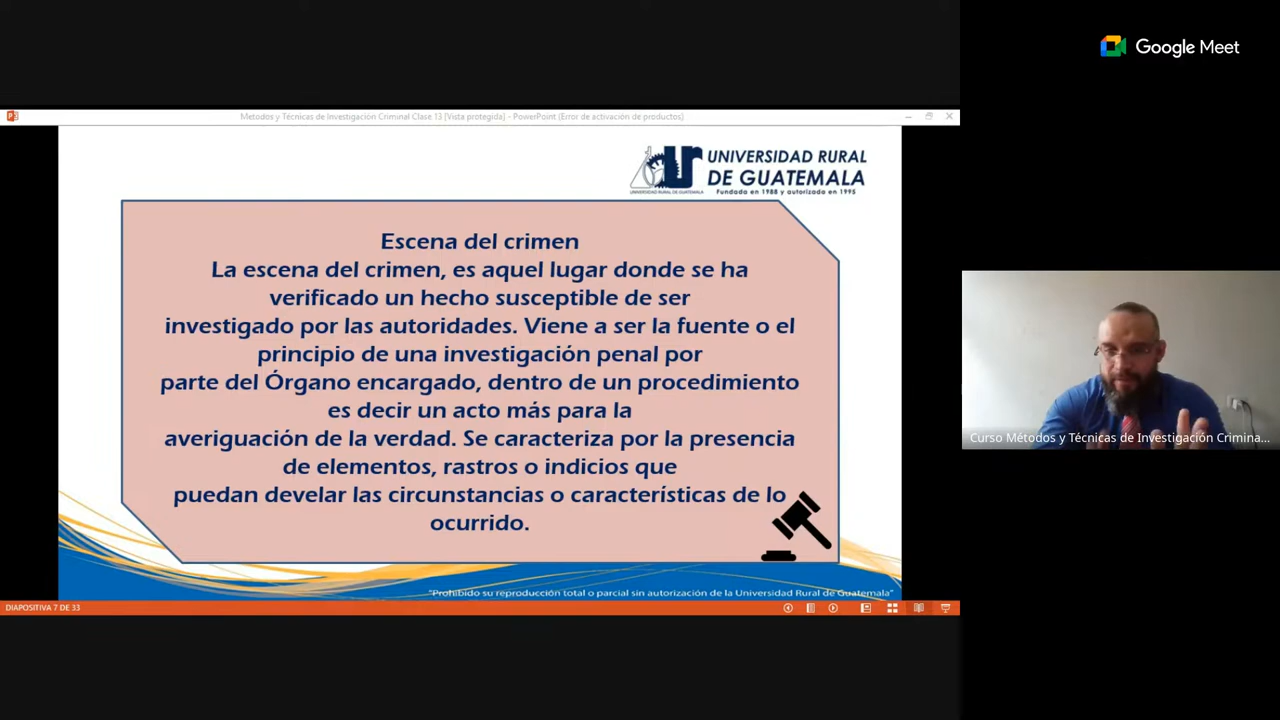 Google Meet
Metodos y Técnicas de Investigación Criminal Clase 13 [Vista protegida] - PowerPoint (Error de activación de productos)
UNIVERSIDAD RURAL
DE GUATEMALA
Fundada en 1988 y autorizada en 1995
UNIVERSIDAD RURAL DE GUATEMALA
Escena del crimen
La escena del crimen, es aquel lugar donde se ha
verificado un hecho susceptible de ser
investigado por las autoridades. Viene a ser la fuente o el
principio de una investigación penal por
parte del Órgano encargado, dentro de un procedimiento
es decir un acto más para la
averiguación de la verdad. Se caracteriza por la presencia
de elementos, rastros o indicios que
puedan develar las circunstancias o características de lo
ocurrido.
"Prohibido su reproducción total o parcial sin autorización de la Universidad Rural de Guatemala"
DIAPOSITIVA 7 DE 33
Curso Métodos y Técnicas de Investigación Crimina...